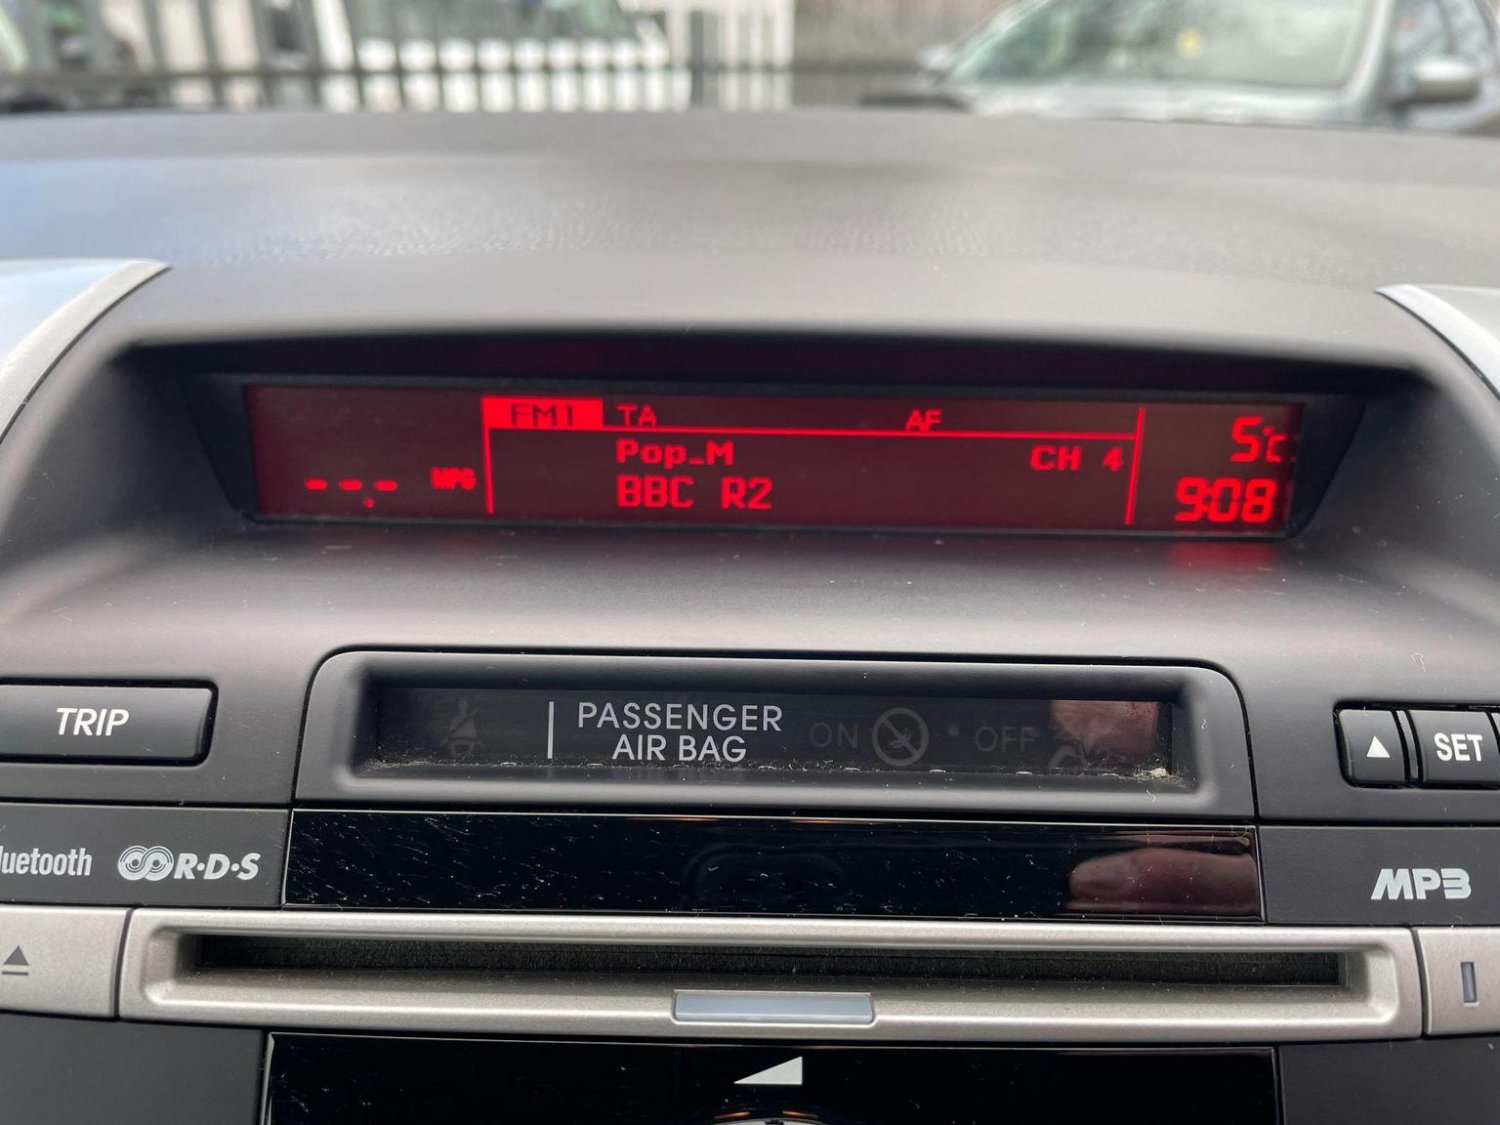 FM1 TA AF
Pop_M CH 4 5°c
--.- MPG BBC R2 9:08
TRIP
PASSENGER
AIR BAG
ON OFF
SET
luetooth R·D·S
MP3